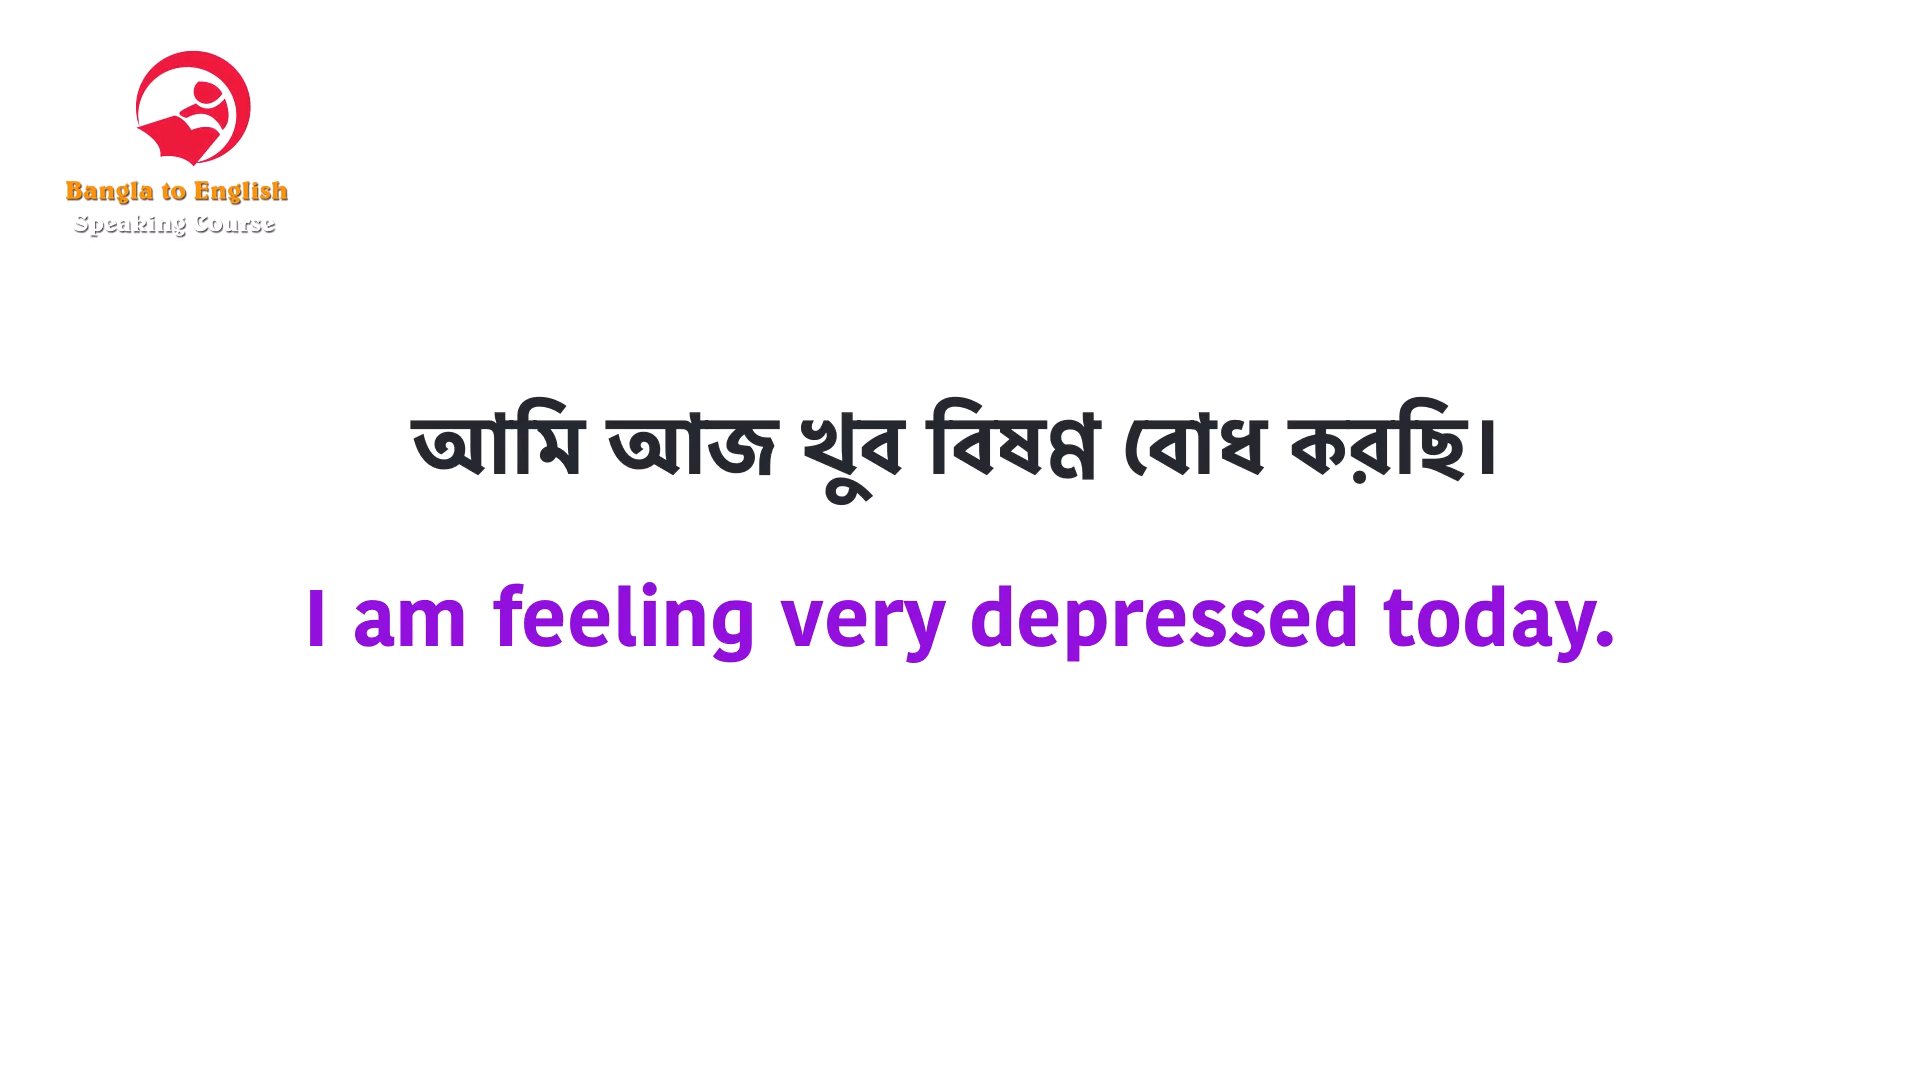 Bangla to English
Speaking Course
আমি আজ খুব বিষণ্ণ বোধ করছি।
I am feeling very depressed today.